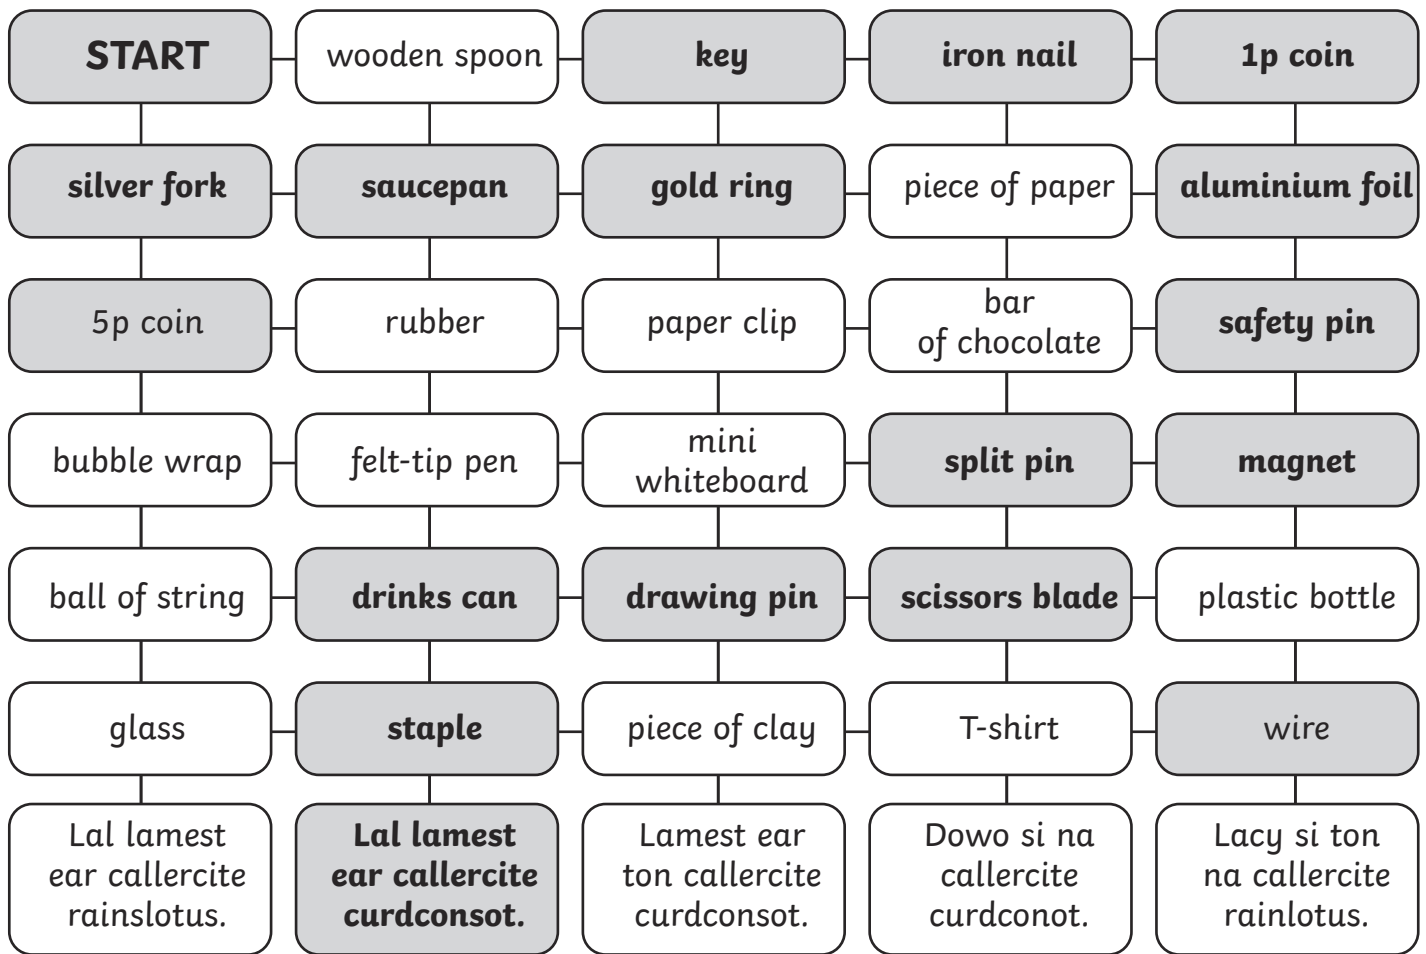 START
wooden spoon
key
iron nail
1p coin
silver fork
saucepan
gold ring
piece of paper
aluminium foil
5p coin
rubber
paper clip
bar
of chocolate
safety pin
bubble wrap
felt-tip pen
mini
whiteboard
split pin
magnet
ball of string
drinks can
drawing pin
scissors blade
plastic bottle
glass
staple
piece of clay
T-shirt
wire
Lal lamest
ear callercite
rainslotus.
Lal lamest
ear callercite
curdconsot.
Lamest ear
ton callercite
curdconsot.
Dowo si na
callercite
curdconot.
Lacy si ton
na callercite
rainlotus.